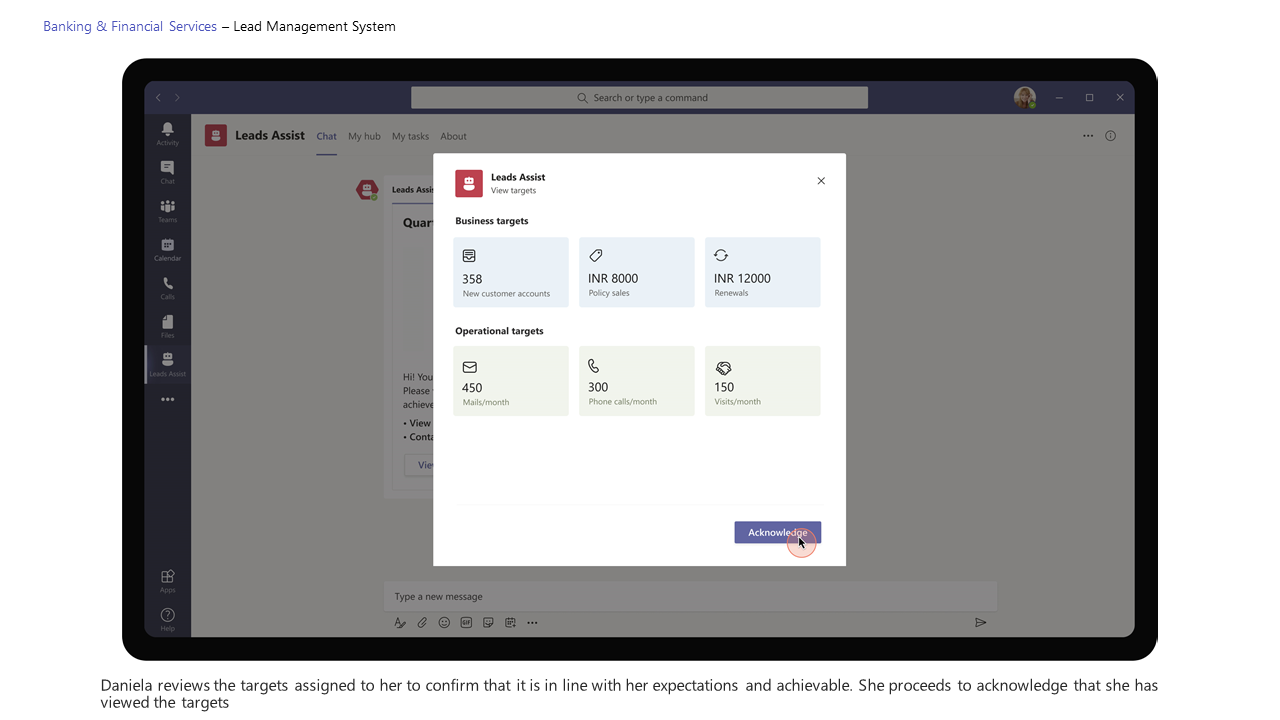 Banking & Financial Services – Lead Management System
Search or type a command
Activity
Chat
Teams
Calendar
Calls
Files
Leads Assist
Apps
Help
Leads Assist Chat My hub My tasks About
Leads Assis
Quar
Hi! You
Please
achieve
• View
• Conta
Leads Assist
View targets
Business targets
358
New customer accounts
INR 8000
Policy sales
INR 12000
Renewals
Operational targets
450
Mails/month
300
Phone calls/month
150
Visits/month
Acknowledge
Type a new message
GIF
Daniela reviews the targets assigned to her to confirm that it is in line with her expectations and achievable. She proceeds to acknowledge that she has
viewed the targets